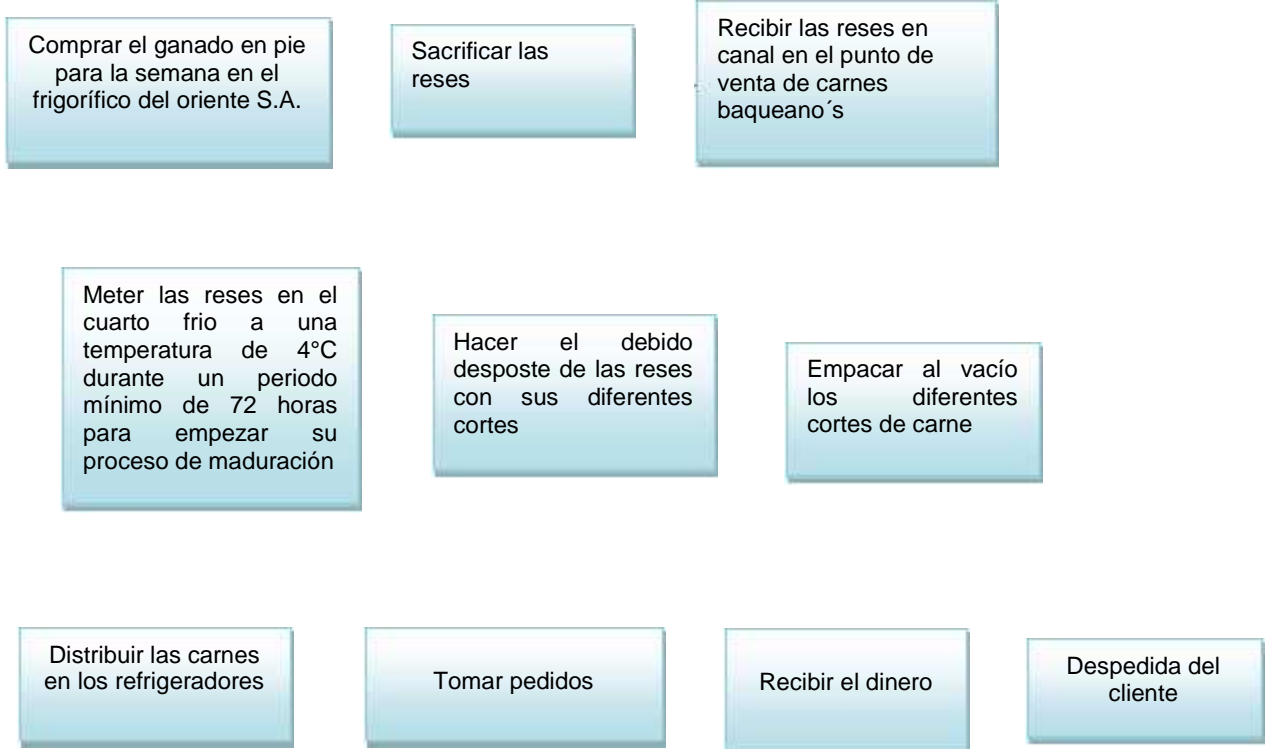 Comprar el ganado en pie
para la semana en el
frigorífico del oriente S.A.
Sacrificar las
reses
Recibir las reses en
canal en el punto de
venta de carnes
baqueano´s
Meter las reses en el
cuarto frio a una
temperatura de 4°C
durante un periodo
mínimo de 72 horas
para empezar su
proceso de maduración
Hacer el debido
desposte de las reses
con sus diferentes
cortes
Empacar al vacío
los diferentes
cortes de carne
Distribuir las carnes
en los refrigeradores
Tomar pedidos
Recibir el dinero
Despedida del
cliente